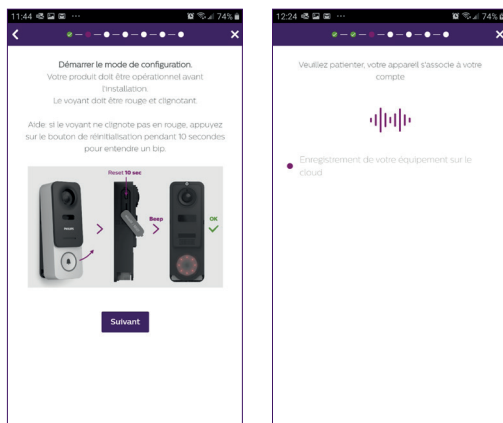 11:44 ... 74%
Démarrer le mode de configuration.
Votre produit doit être opérationnel avant
l'installation.
Le voyant doit être rouge et clignotant.
Aide: si le voyant ne clignote pas en rouge, appuyez
sur le bouton de réinitialisation pendant 10 secondes
pour entendre un bip.
Reset 10 sec
Beep
OK
Suivant
12:24 ... 74%
Veuillez patienter, votre appareil s'associe à votre
compte
Enregistrement de votre équipement sur le
cloud